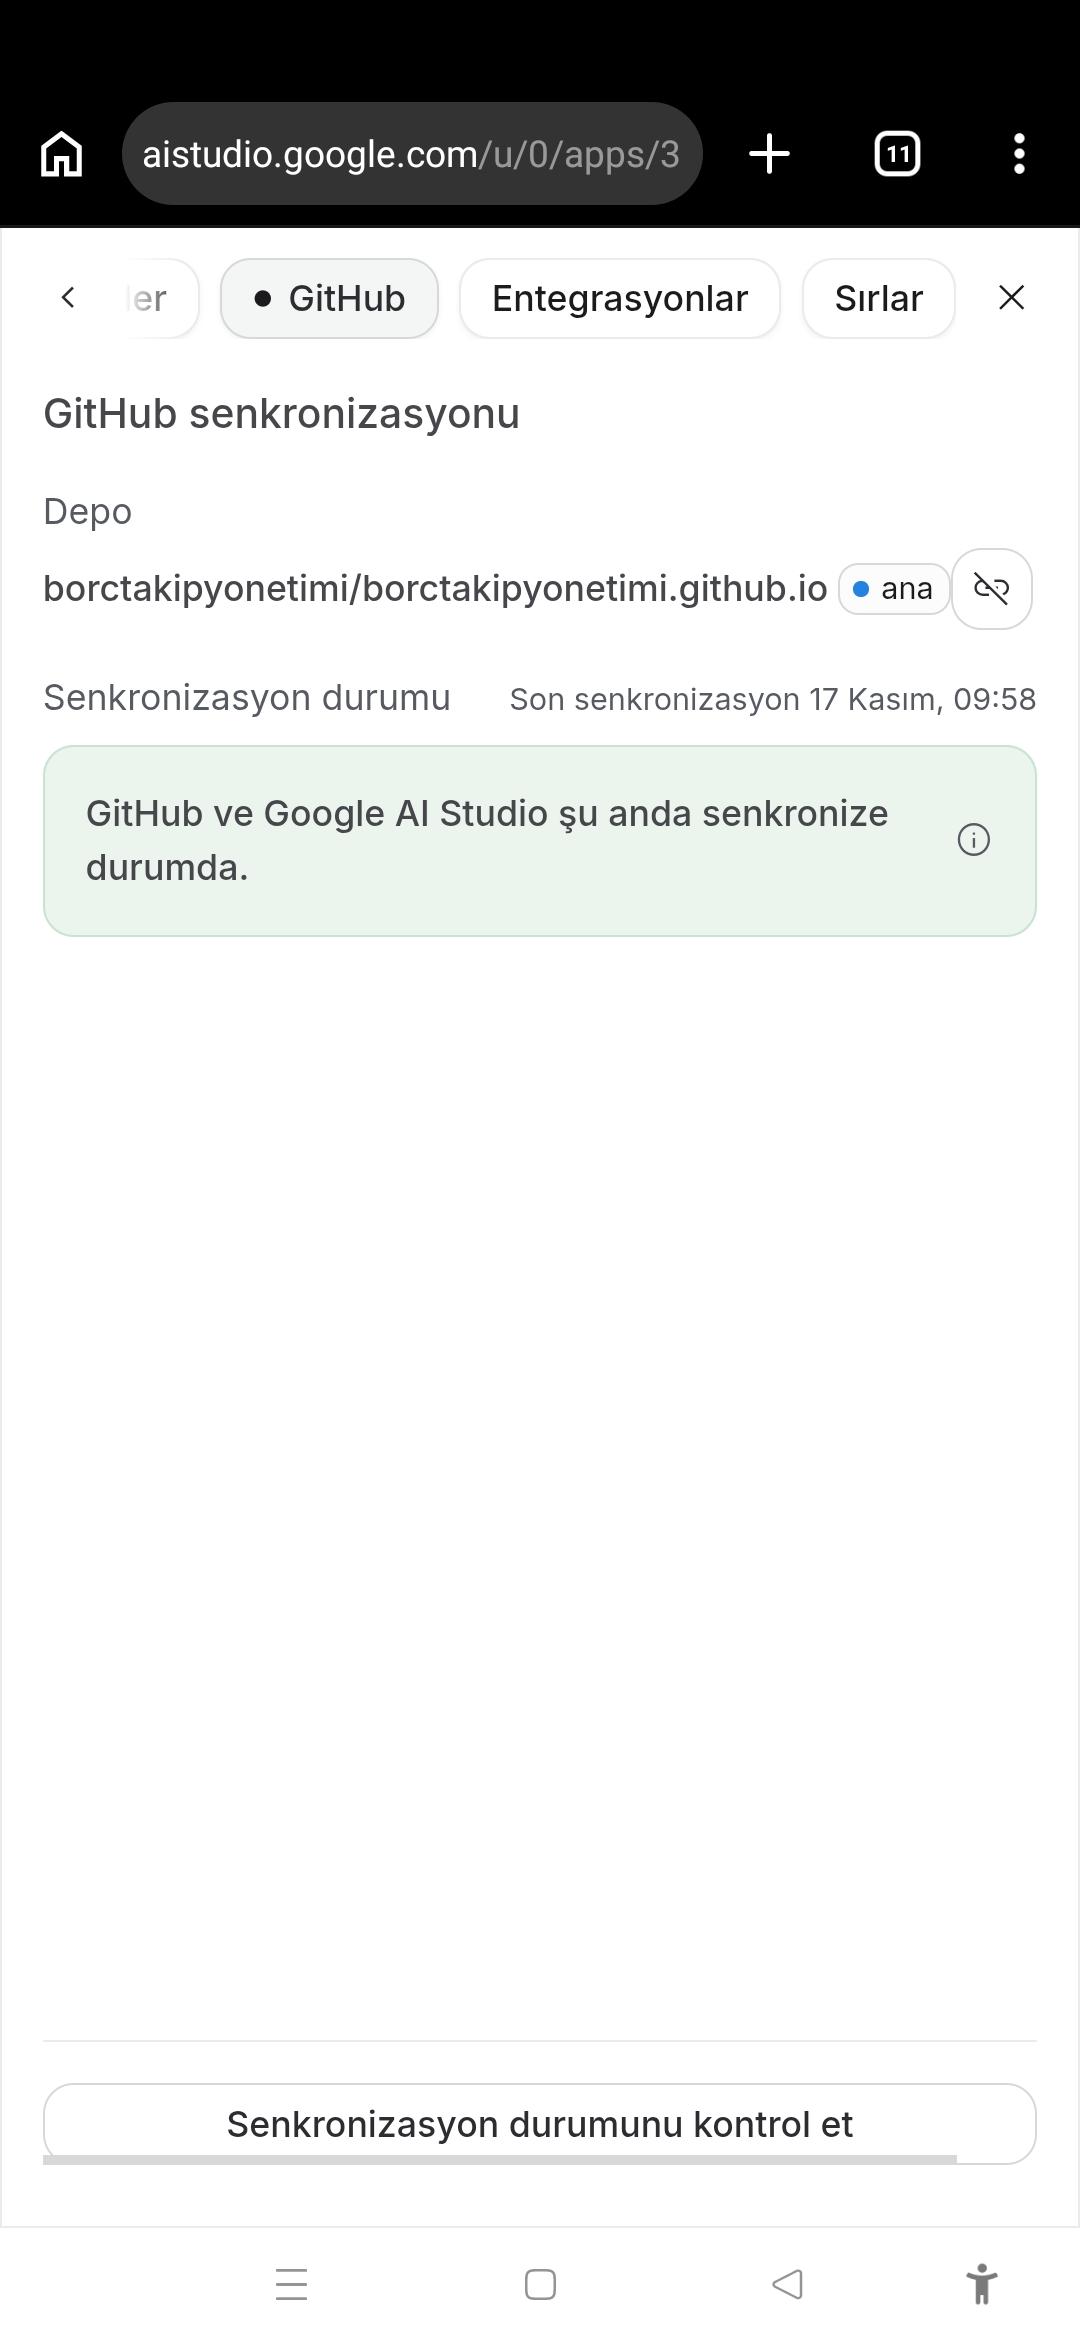 aistudio.google.com/u/0/apps/3
11
er
GitHub
Entegrasyonlar
Sırlar
GitHub senkronizasyonu
Depo
borctakipyonetimi/borctakipyonetimi.github.io
ana
Senkronizasyon durumu
Son senkronizasyon 17 Kasım, 09:58
GitHub ve Google AI Studio şu anda senkronize
durumda.
Senkronizasyon durumunu kontrol et